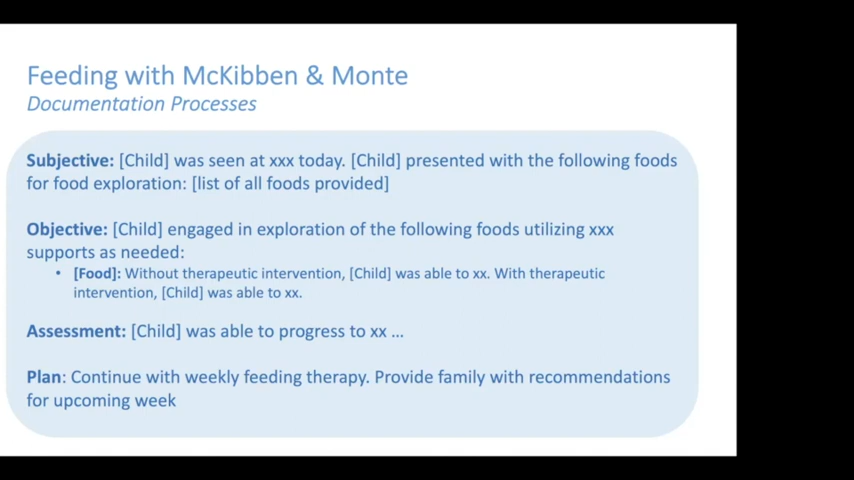 Feeding with McKibben & Monte
Documentation Processes
Subjective: [Child] was seen at xxx today. [Child] presented with the following foods
for food exploration: [list of all foods provided]
Objective: [Child] engaged in exploration of the following foods utilizing xxx
supports as needed:
• [Food]: Without therapeutic intervention, [Child] was able to xx. With therapeutic
intervention, [Child] was able to xx.
Assessment: [Child] was able to progress to xx ...
Plan: Continue with weekly feeding therapy. Provide family with recommendations
for upcoming week